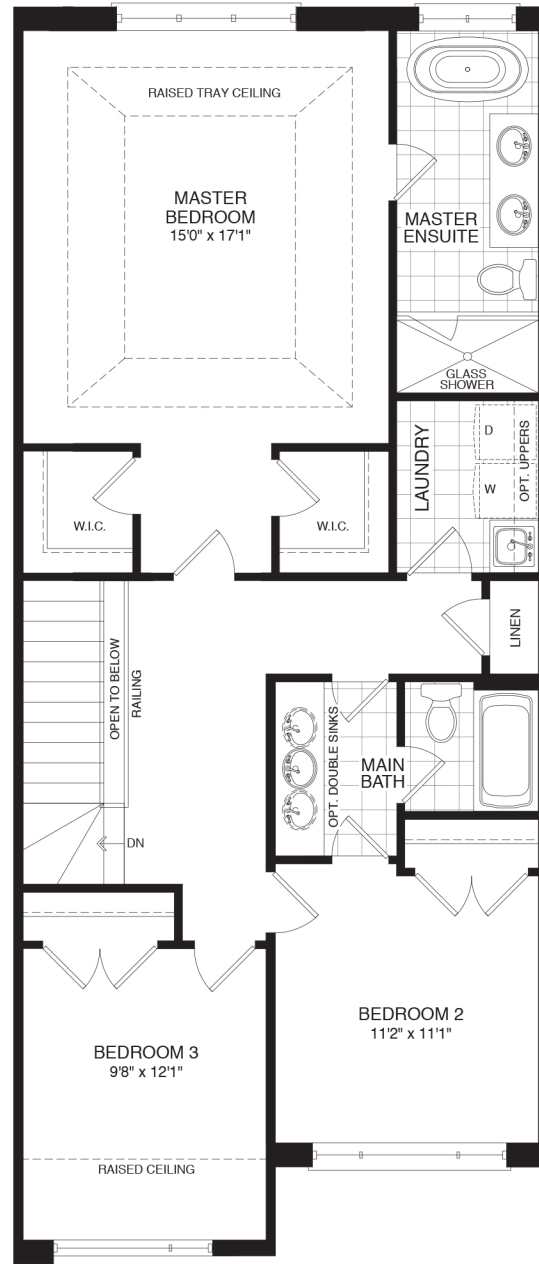 RAISED TRAY CEILING
MASTER
BEDROOM
15'0" x 17'1"
MASTER
ENSUITE
GLASS
SHOWER
LAUNDRY
D
W
OPT. UPPERS
W.I.C.
W.I.C.
LINEN
OPEN TO BELOW
RAILING
DN
OPT. DOUBLE SINKS
MAIN
BATH
BEDROOM 2
11'2" x 11'1"
BEDROOM 3
9'8" x 12'1"
RAISED CEILING